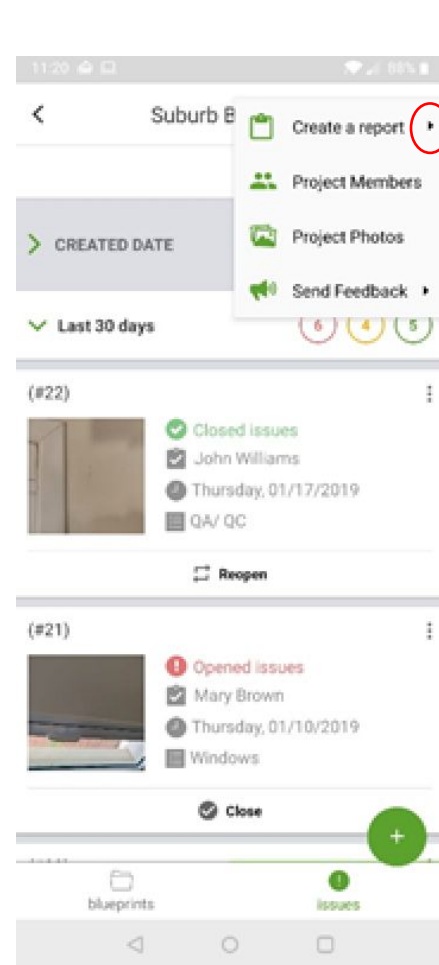 11:20 88%
Suburb B
Create a report
Project Members
CREATED DATE
Project Photos
Send Feedback
Last 30 days
6 4 5
(#22)
Closed issues
John Williams
Thursday, 01/17/2019
QA/ QC
Reopen
(#21)
Opened issues
Mary Brown
Thursday, 01/10/2019
Windows
Close
+
blueprints issues